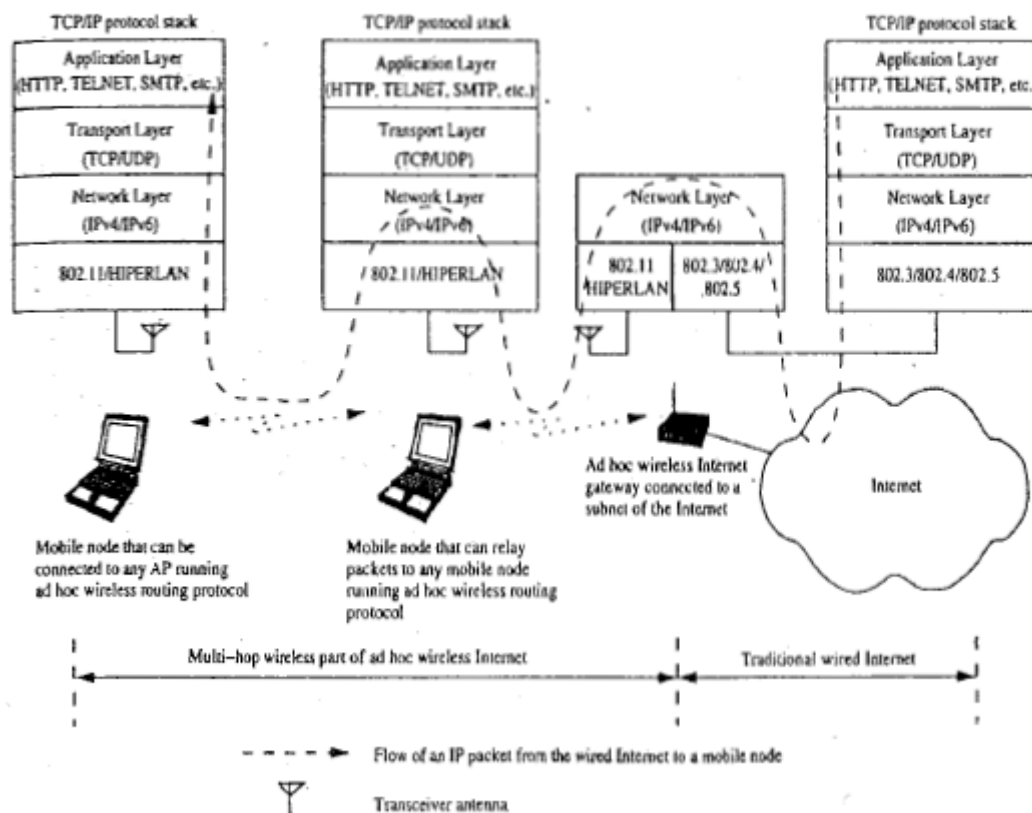 TCP/IP protocol stack
Application Layer
(HTTP, TELNET, SMTP, etc.)
Transport Layer
(TCP/UDP)
Network Layer
(IPv4/IPv6)
802.11/HIPERLAN
TCP/IP protocol stack
Application Layer
(HTTP, TELNET, SMTP, etc.)
Transport Layer
(TCP/UDP)
Network Layer
(IPv4/IPv6)
802.11/HIPERLAN
Network Layer
(IPv4/IPv6)
802.11
HIPERLAN
802.3/802.4/
802.5
TCP/IP protocol stack
Application Layer
(HTTP, TELNET, SMTP, etc.)
Transport Layer
(TCP/UDP)
Network Layer
(IPv4/IPv6)
802.3/802.4/802.5
Mobile node that can be
connected to any AP running
ad hoc wireless routing protocol
Mobile node that can relay
packets to any mobile node
running ad hoc wireless routing
protocol
Ad hoc wireless Internet
gateway connected to a
subnet of the Internet
Internet
Multi-hop wireless part of ad hoc wireless Internet
Traditional wired Internet
Flow of an IP packet from the wired Internet to a mobile node
Transceiver antenna